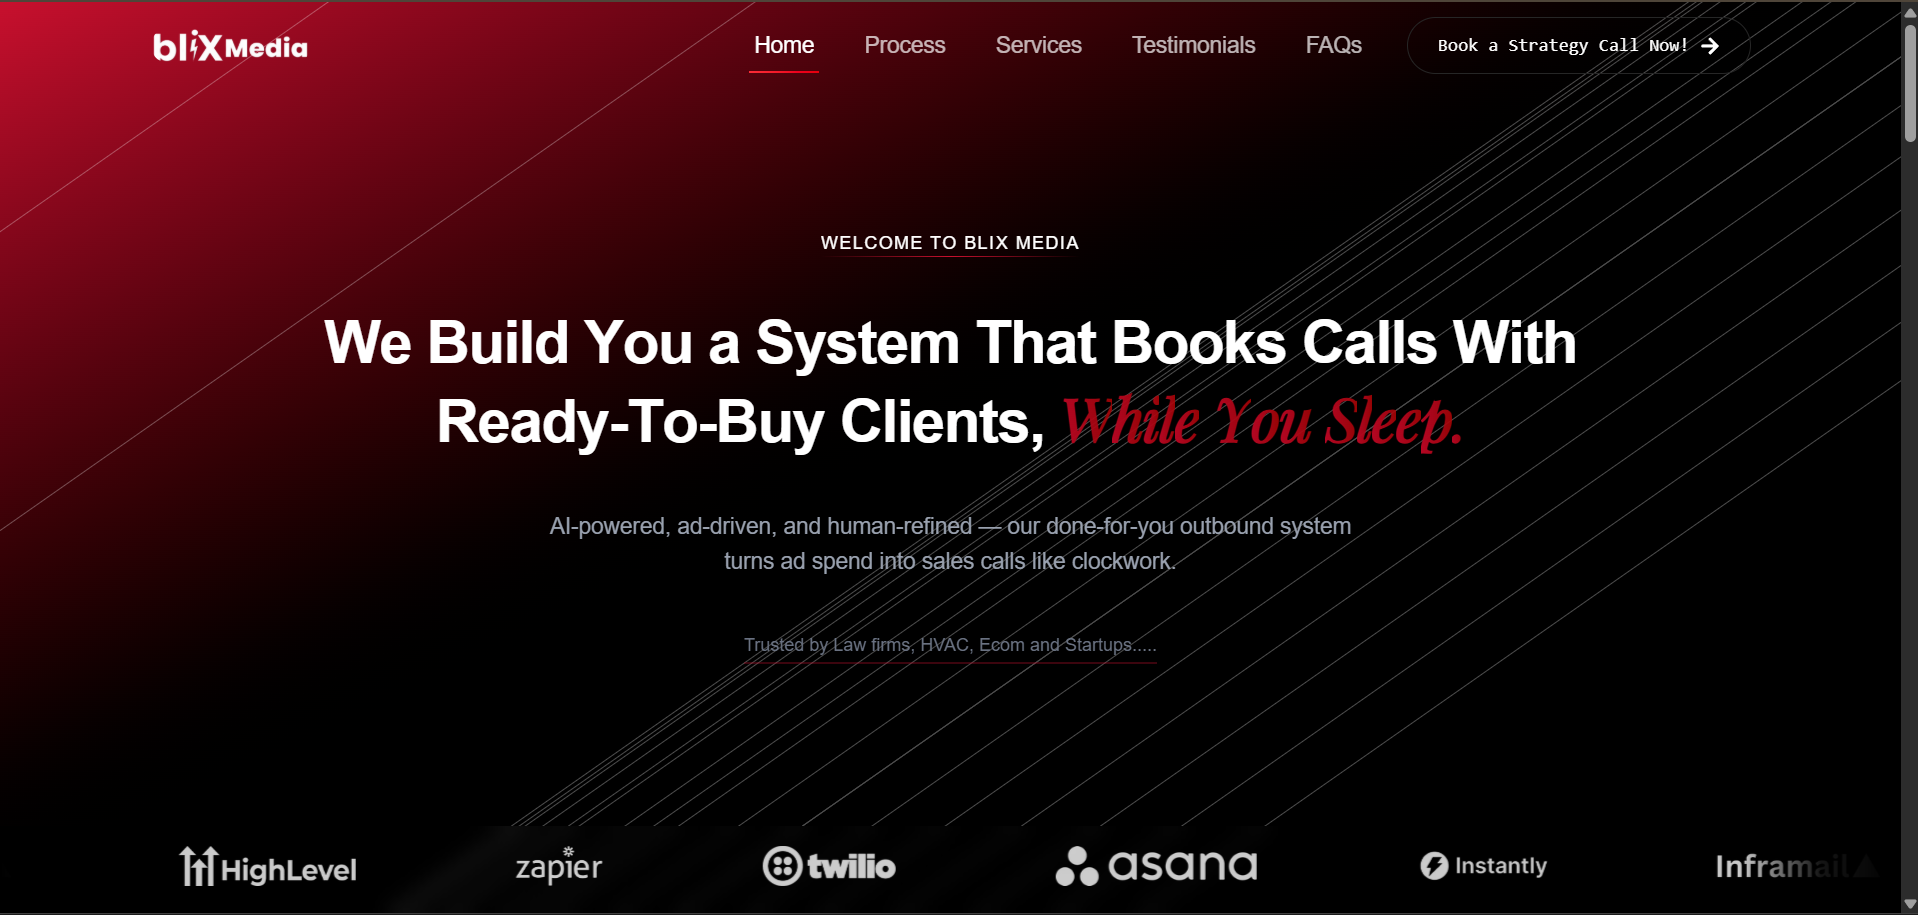 bliX Media
Home
Process
Services
Testimonials
FAQs
Book a Strategy Call Now!
WELCOME TO BLIX MEDIA
We Build You a System That Books Calls With
Ready-To-Buy Clients, While You Sleep.
AI-powered, ad-driven, and human-refined — our done-for-you outbound system
turns ad spend into sales calls like clockwork.
Trusted by Law firms, HVAC, Ecom and Startups.....
HighLevel
zapier
twilio
asana
Instantly
Inframail